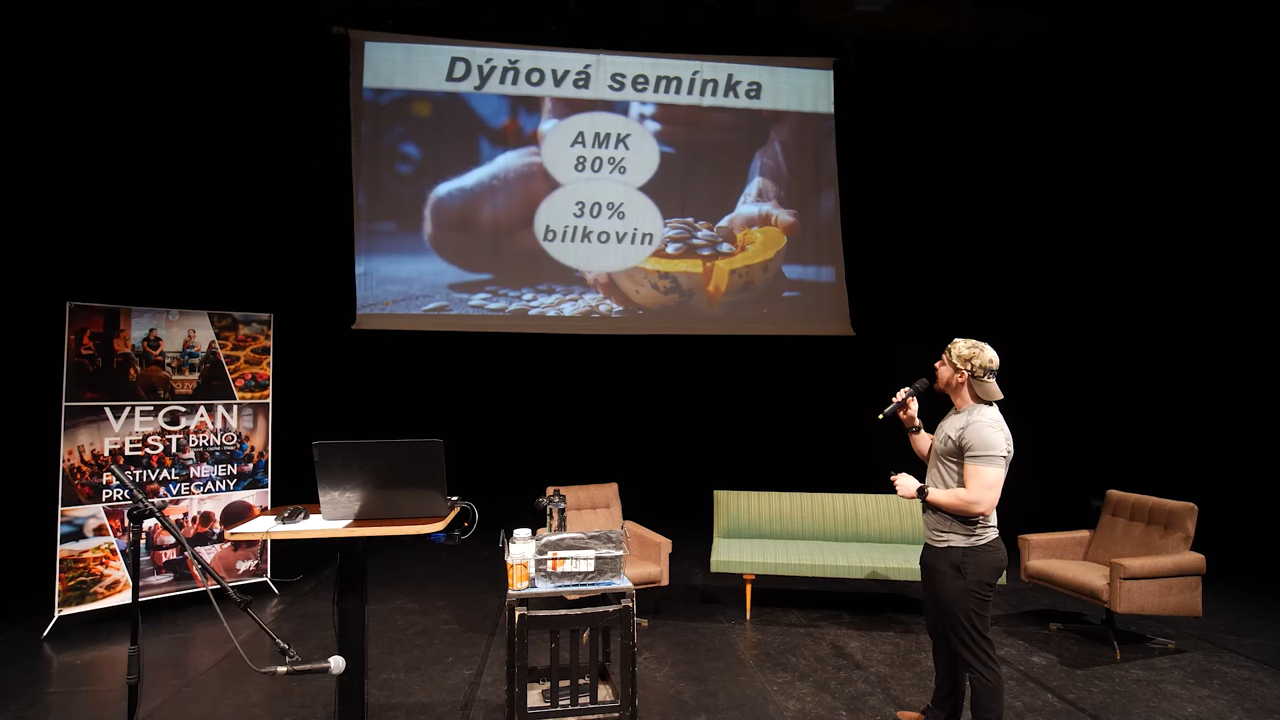 Dýňová semínka
AMK
80%
30%
bílkovin
VEGAN
FEST BRNO
FESTIVAL NEJEN
PRO VEGANY